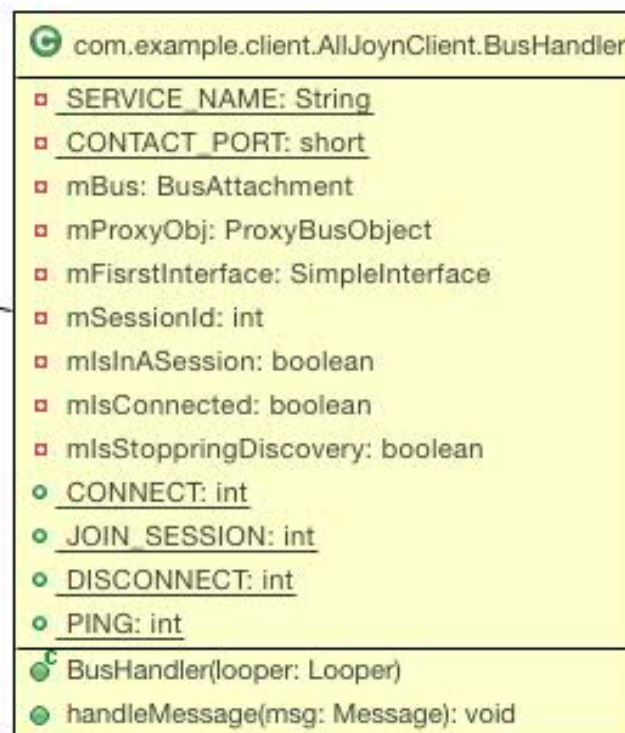 C com.example.client.AllJoynClient.BusHandler
SERVICE_NAME: String
CONTACT_PORT: short
mBus: BusAttachment
mProxyObj: ProxyBusObject
mFisrstInterface: SimpleInterface
mSessionId: int
mIsInASession: boolean
mIsConnected: boolean
mIsStoppringDiscovery: boolean
CONNECT: int
JOIN_SESSION: int
DISCONNECT: int
PING: int
C BusHandler(looper: Looper)
handleMessage(msg: Message): void